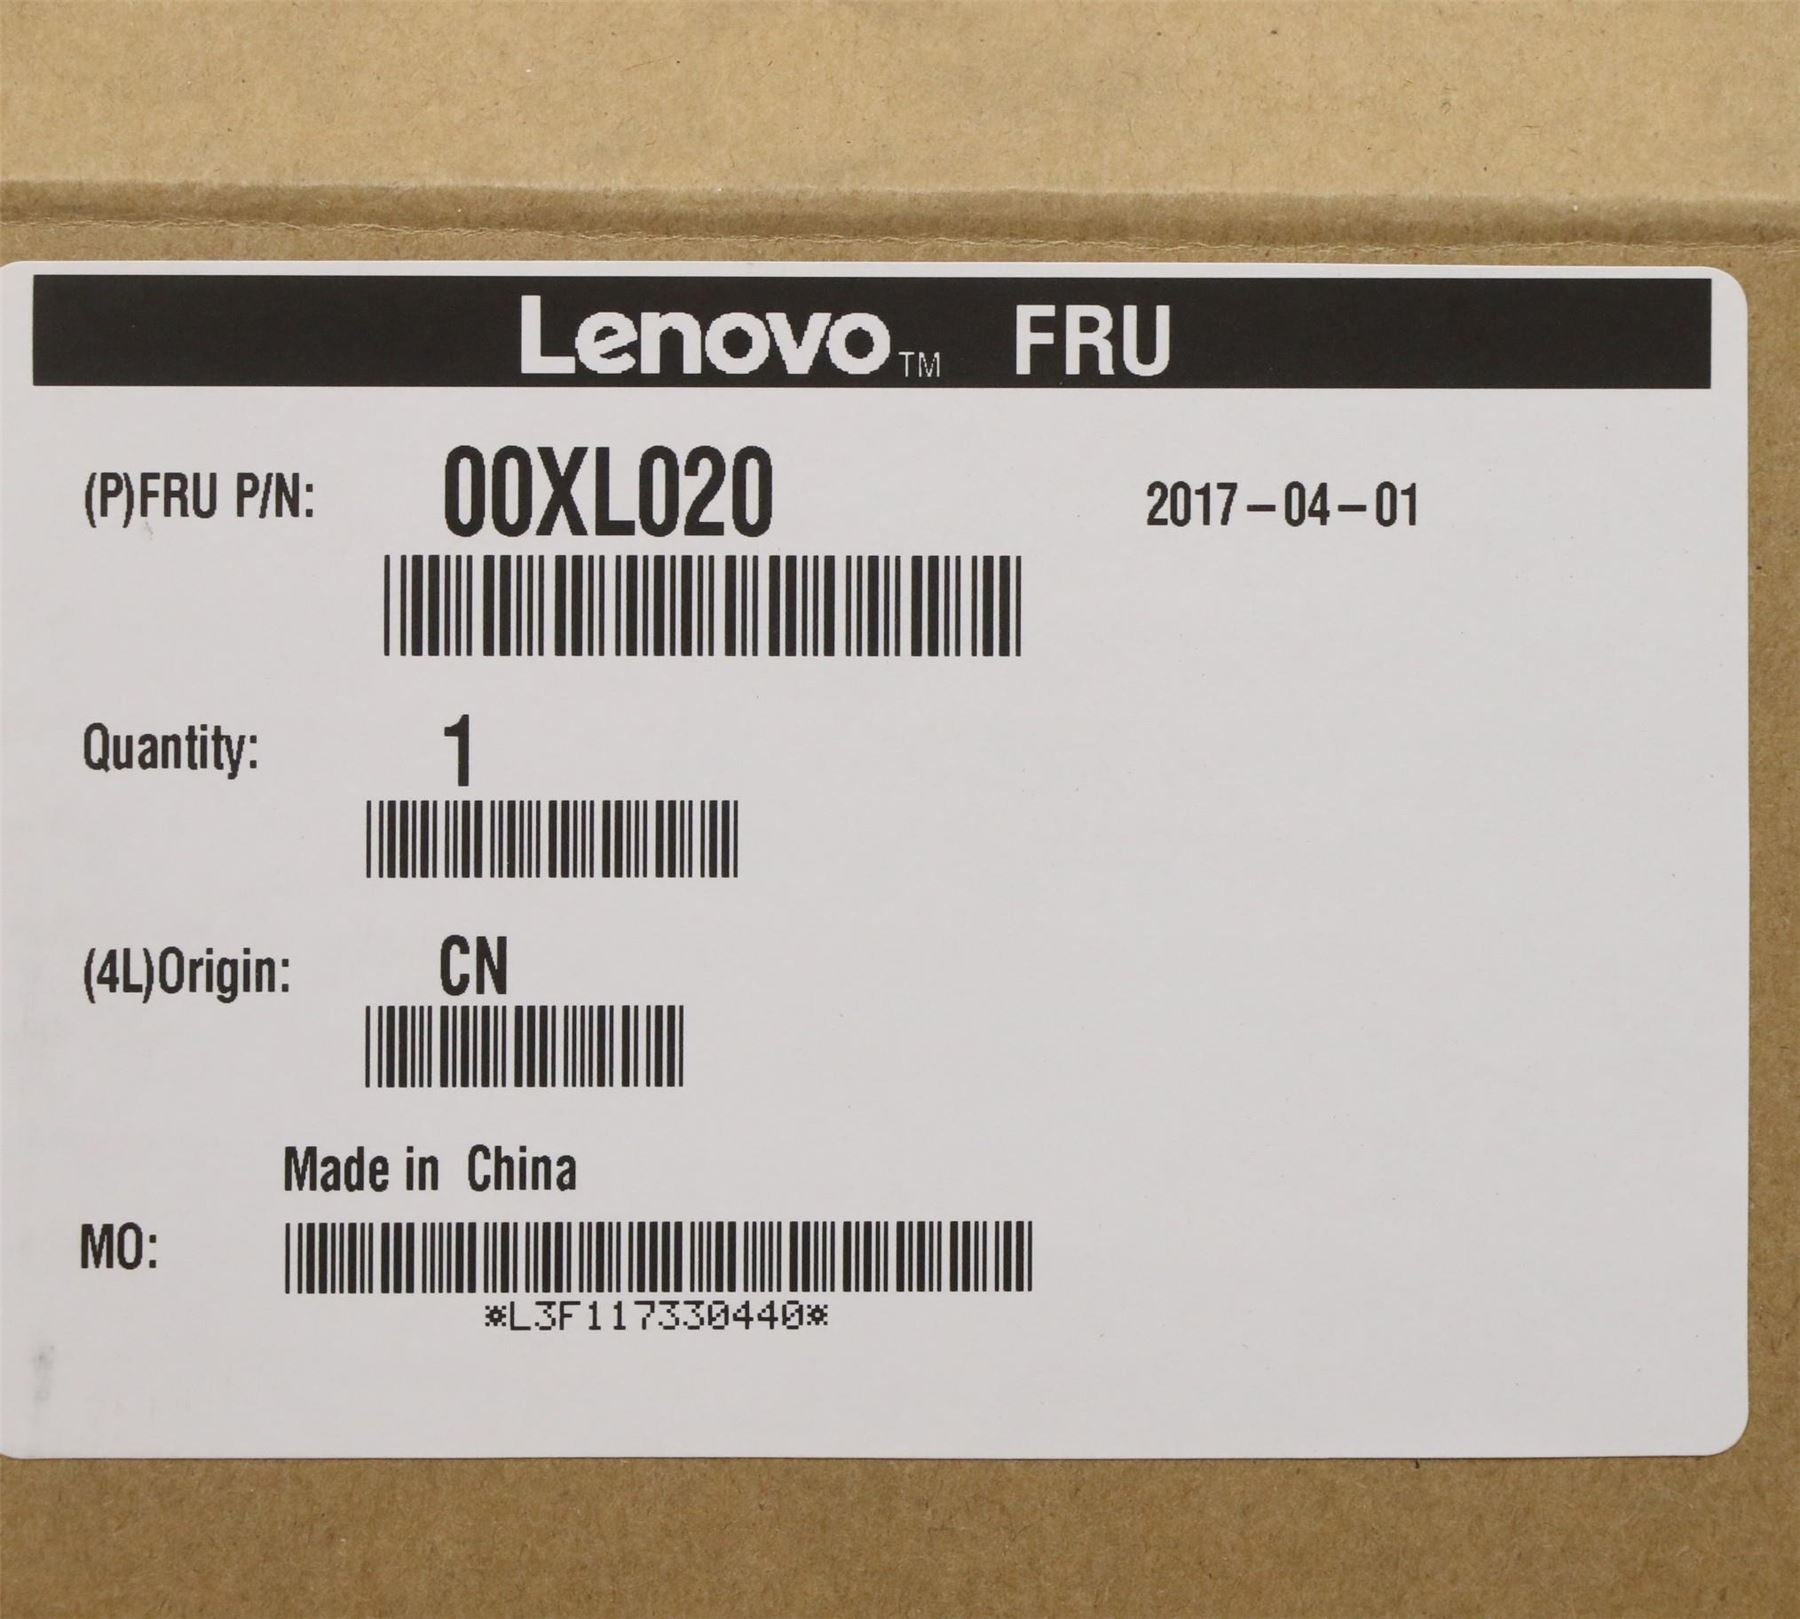 Lenovo™ FRU
(P)FRU P/N: 00XL020 2017-04-01
Quantity: 1
(4L)Origin: CN
Made in China
MO:
*L3F117330440*